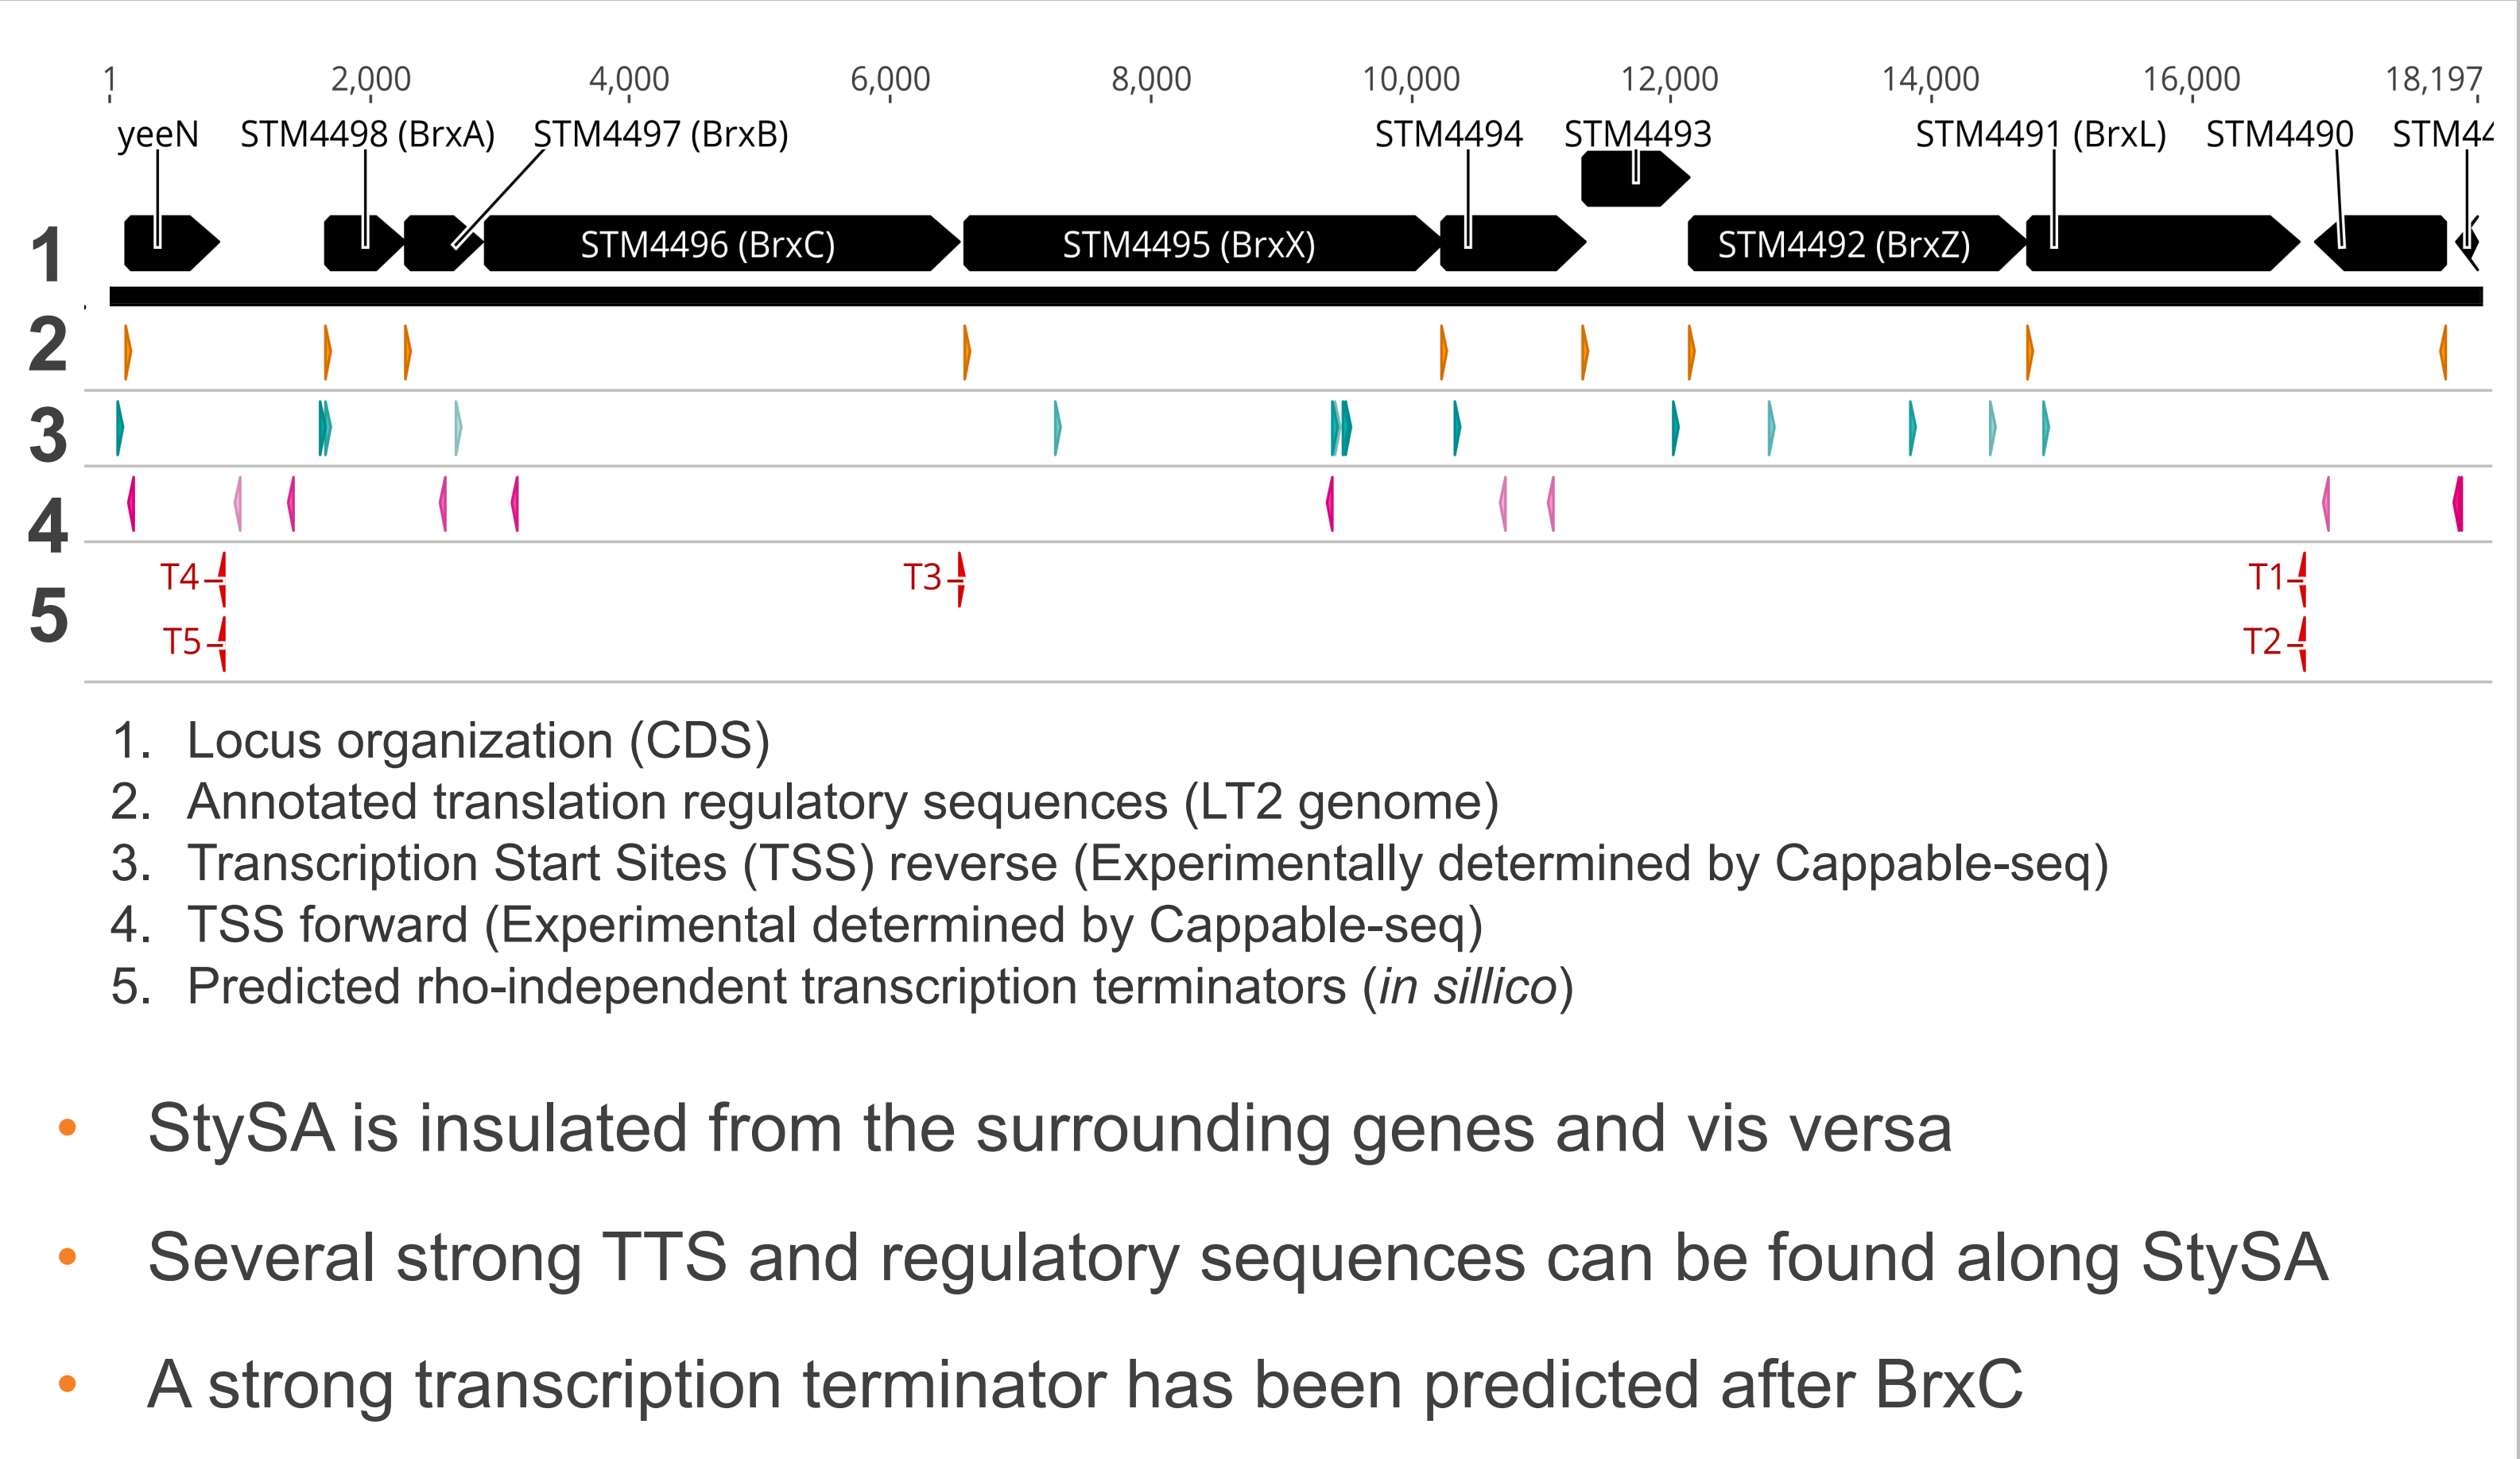 1 2,000 4,000 6,000 8,000 10,000 12,000 14,000 16,000 18,197
yeeN STM4498 (BrxA) STM4497 (BrxB) STM4494 STM4493 STM4491 (BrxL) STM4490 STM44
1 STM4496 (BrxC) STM4495 (BrxX) STM4492 (BrxZ)
2
3
4
T4 T3 T1
5
T5 T2
1. Locus organization (CDS)
2. Annotated translation regulatory sequences (LT2 genome)
3. Transcription Start Sites (TSS) reverse (Experimentally determined by Cappable-seq)
4. TSS forward (Experimental determined by Cappable-seq)
5. Predicted rho-independent transcription terminators (in sillico)
• StySA is insulated from the surrounding genes and vis versa
• Several strong TTS and regulatory sequences can be found along StySA
• A strong transcription terminator has been predicted after BrxC